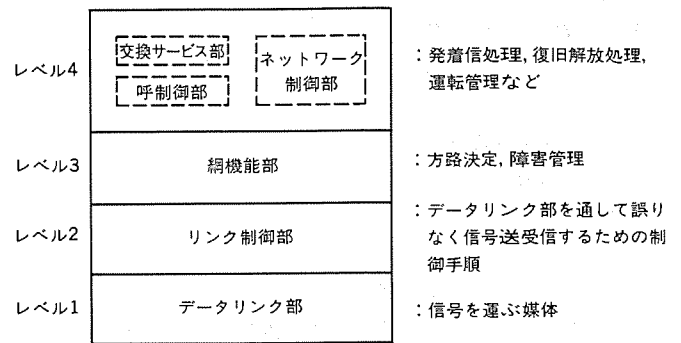 レベル4
交換サービス部
呼制御部
ネットワーク
制御部
：発着信処理，復旧解放処理，
運転管理など
レベル3
網機能部
：方路決定，障害管理
レベル2
リンク制御部
：データリンク部を通して誤り
なく信号送受信するための制
御手順
レベル1
データリンク部
：信号を運ぶ媒体